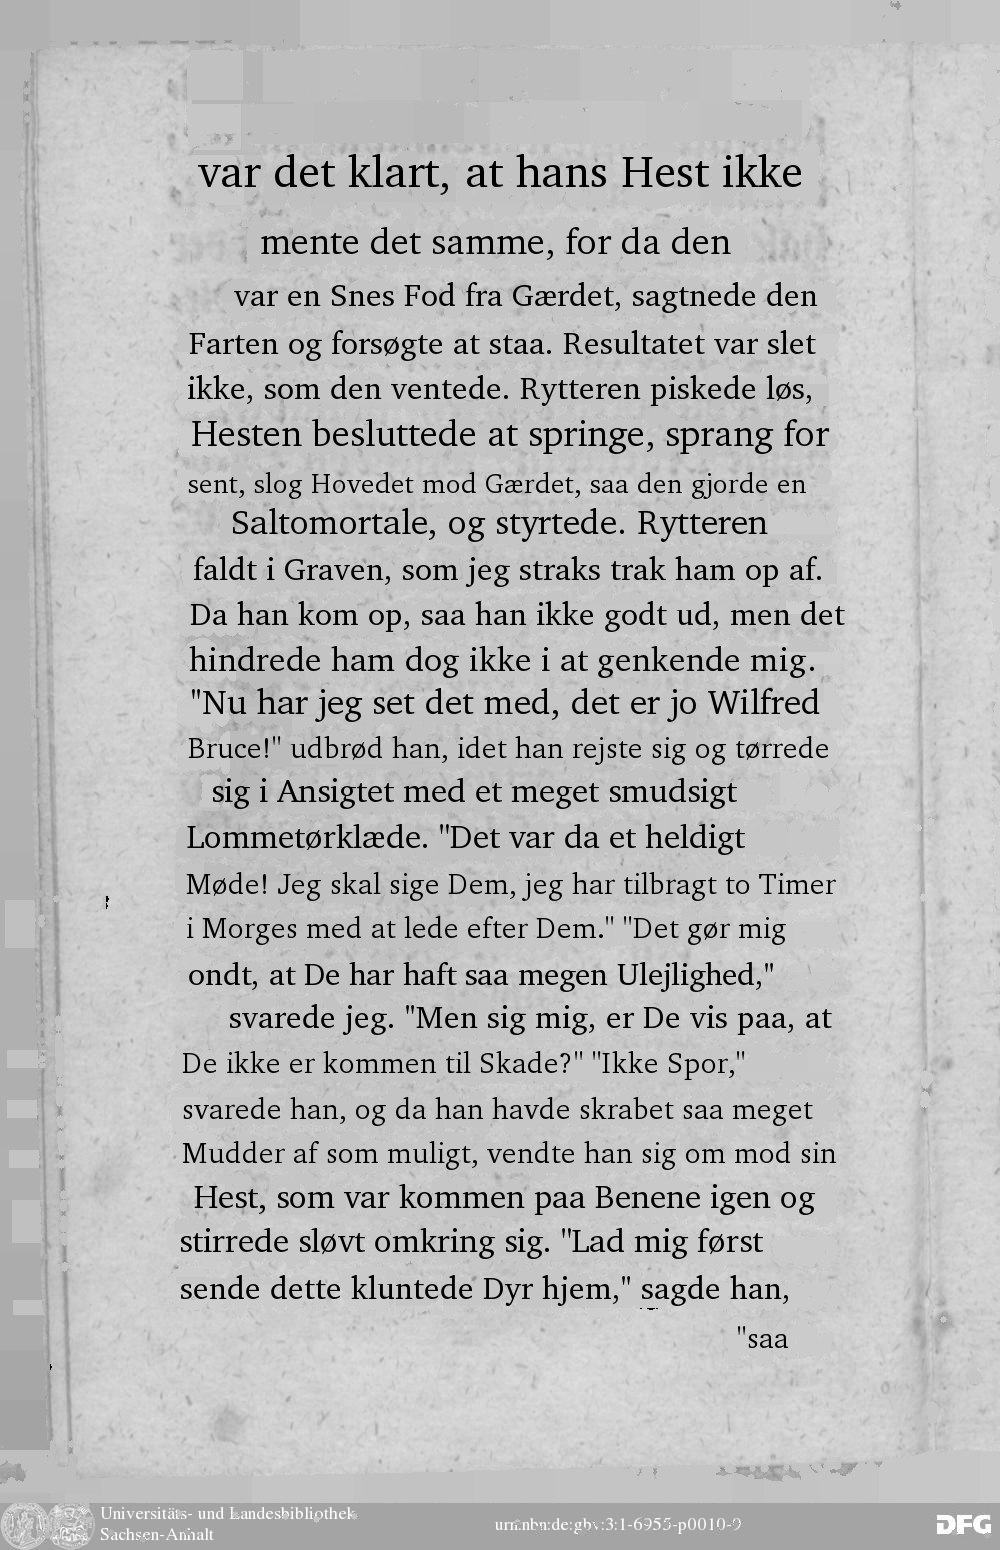 var det klart, at hans Hest ikke
mente det samme, for da den
var en Snes Fod fra Gærdet, sagtnede den
Farten og forsøgte at staa. Resultatet var slet
ikke, som den ventede. Rytteren piskede løs,
Hesten besluttede at springe, sprang for
sent, slog Hovedet mod Gærdet, saa den gjorde en
Saltomortale, og styrtede. Rytteren
faldt i Graven, som jeg straks trak ham op af.
Da han kom op, saa han ikke godt ud, men det
hindrede ham dog ikke i at genkende mig.
"Nu har jeg set det med, det er jo Wilfred
Bruce!" udbrød han, idet han rejste sig og tørrede
sig i Ansigtet med et meget smudsigt
Lommetørklæde. "Det var da et heldigt
Møde! Jeg skal sige Dem, jeg har tilbragt to Timer
i Morges med at lede efter Dem." "Det gør mig
ondt, at De har haft saa megen Ulejlighed,"
svarede jeg. "Men sig mig, er De vis paa, at
De ikke er kommen til Skade?" "Ikke Spor,"
svarede han, og da han havde skrabet saa meget
Mudder af som muligt, vendte han sig om mod sin
Hest, som var kommen paa Benene igen og
stirrede sløvt omkring sig. "Lad mig først
sende dette kluntede Dyr hjem," sagde han,
"saa
Universitäts- und Landesbibliothek
Sachsen-Anhalt
urn:nbn:de:gbv:3:1-6955-p0010-9
DFG